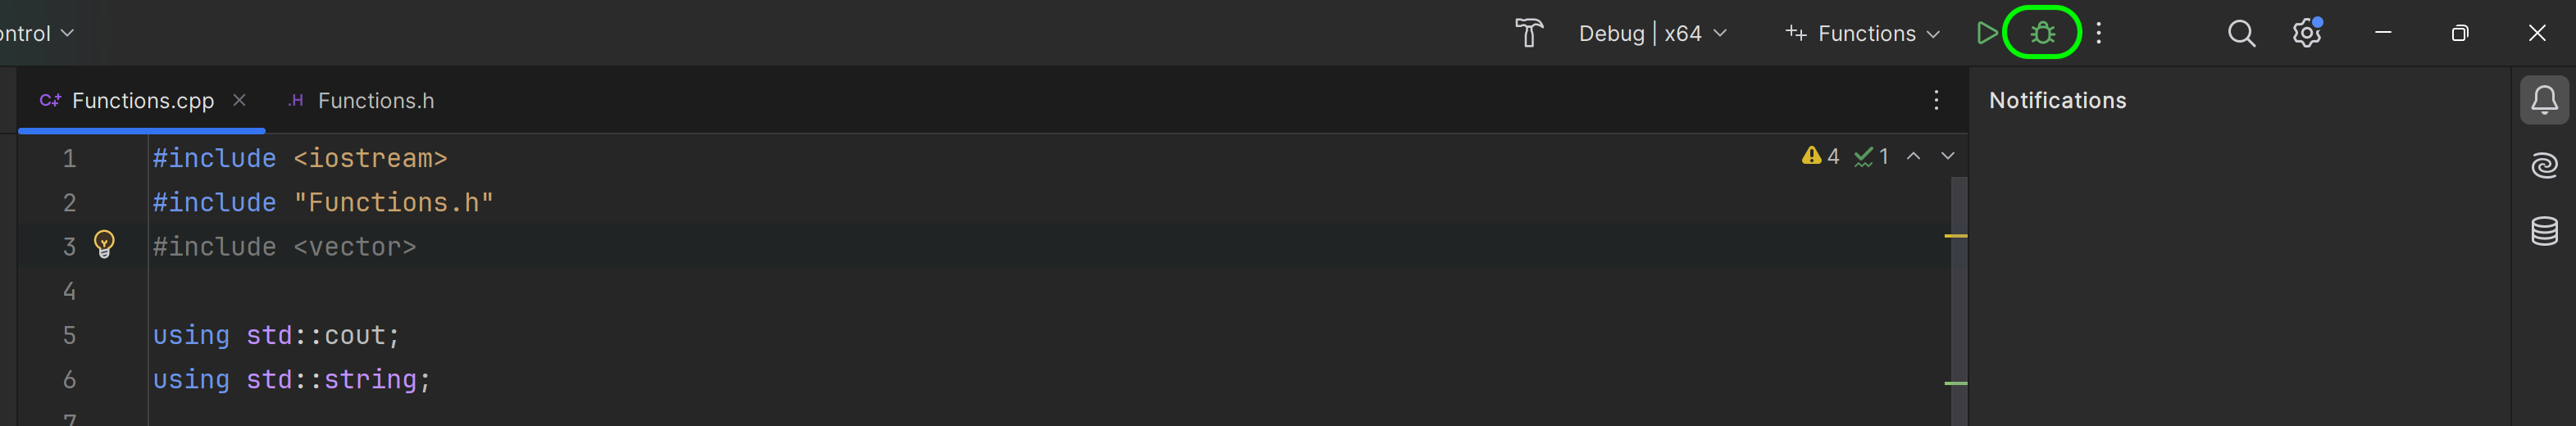 ontrol
Debug | x64
Functions
C++ Functions.cpp
.H Functions.h
Notifications
4 1
1 #include <iostream>
2 #include "Functions.h"
3 #include <vector>
4
5 using std::cout;
6 using std::string;
7